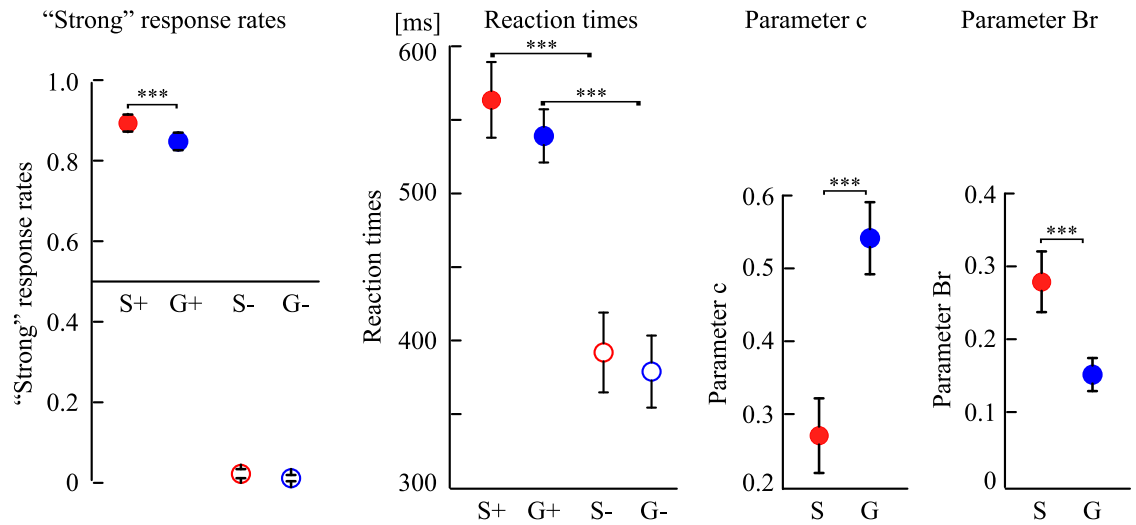 “Strong” response rates
“Strong” response rates
1.0
0.8
0.6
0.4
0.2
0
***
S+ G+ S- G-
[ms] Reaction times
Reaction times
600
500
400
300
***
***
S+ G+ S- G-
Parameter c
Parameter c
0.6
0.5
0.4
0.3
0.2
***
S G
Parameter Br
Parameter Br
0.4
0.3
0.2
0.1
0
***
S G